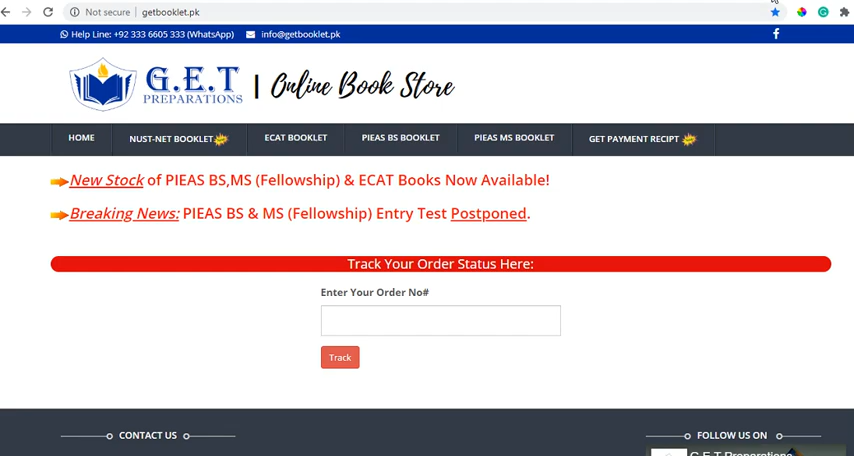 Not secure | getbooklet.pk
Help Line: +92 333 6605 333 (WhatsApp) info@getbooklet.pk
G.E.T PREPARATIONS | Online Book Store
HOME NUST-NET BOOKLET ECAT BOOKLET PIEAS BS BOOKLET PIEAS MS BOOKLET GET PAYMENT RECIPT
New Stock of PIEAS BS,MS (Fellowship) & ECAT Books Now Available!
Breaking News: PIEAS BS & MS (Fellowship) Entry Test Postponed.
Track Your Order Status Here:
Enter Your Order No#
Track
CONTACT US FOLLOW US ON
G.E.T Preparations